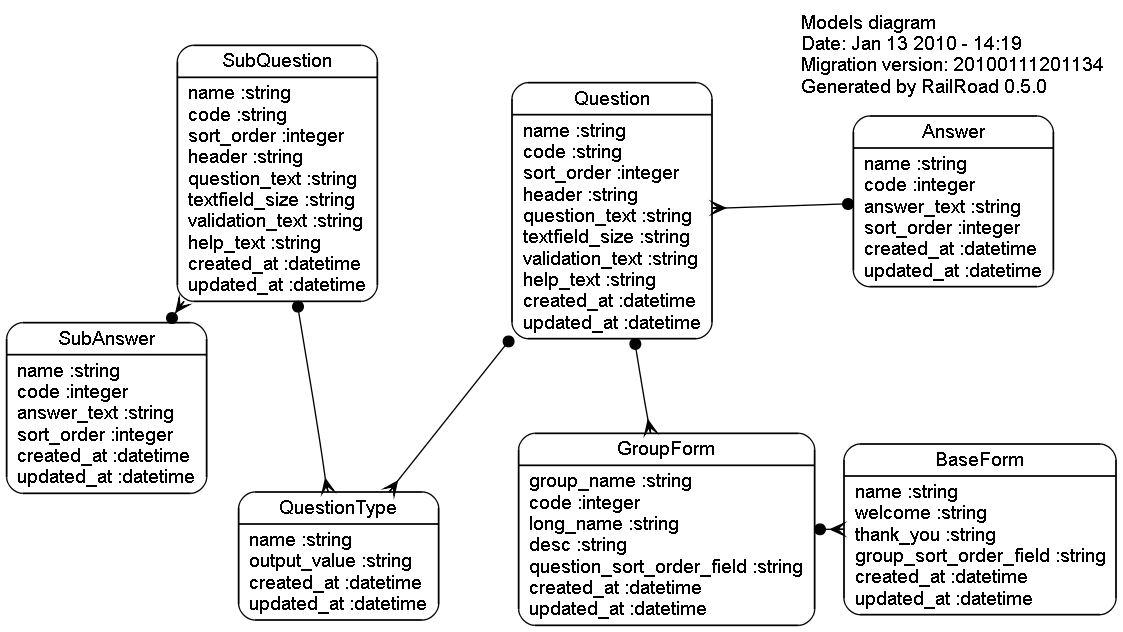 Models diagram
Date: Jan 13 2010 - 14:19
Migration version: 20100111201134
Generated by RailRoad 0.5.0
SubQuestion
name :string
code :string
sort_order :integer
header :string
question_text :string
textfield_size :string
validation_text :string
help_text :string
created_at :datetime
updated_at :datetime
Question
name :string
code :string
sort_order :integer
header :string
question_text :string
textfield_size :string
validation_text :string
help_text :string
created_at :datetime
updated_at :datetime
Answer
name :string
code :integer
answer_text :string
sort_order :integer
created_at :datetime
updated_at :datetime
SubAnswer
name :string
code :integer
answer_text :string
sort_order :integer
created_at :datetime
updated_at :datetime
QuestionType
name :string
output_value :string
created_at :datetime
updated_at :datetime
GroupForm
group_name :string
code :integer
long_name :string
desc :string
question_sort_order_field :string
created_at :datetime
updated_at :datetime
BaseForm
name :string
welcome :string
thank_you :string
group_sort_order_field :string
created_at :datetime
updated_at :datetime